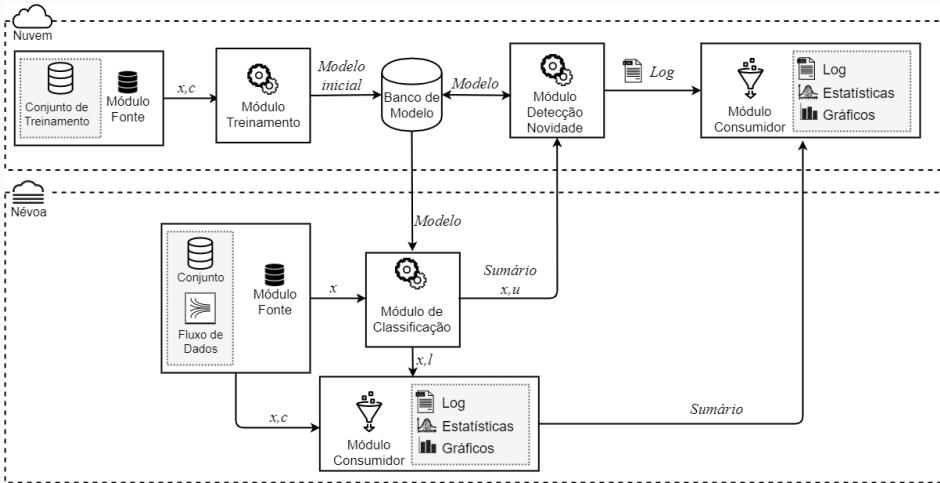 Nuvem
Conjunto de
Treinamento
Módulo
Fonte
x,c
Módulo
Treinamento
Modelo
inicial
Banco de
Modelo
Modelo
Módulo
Detecção
Novidade
Log
Módulo
Consumidor
Log
Estatísticas
Gráficos
Névoa
Modelo
Conjunto
Fluxo de
Dados
Módulo
Fonte
x
Módulo de
Classificação
Sumário
x,u
x,l
x,c
Módulo
Consumidor
Log
Estatísticas
Gráficos
Sumário